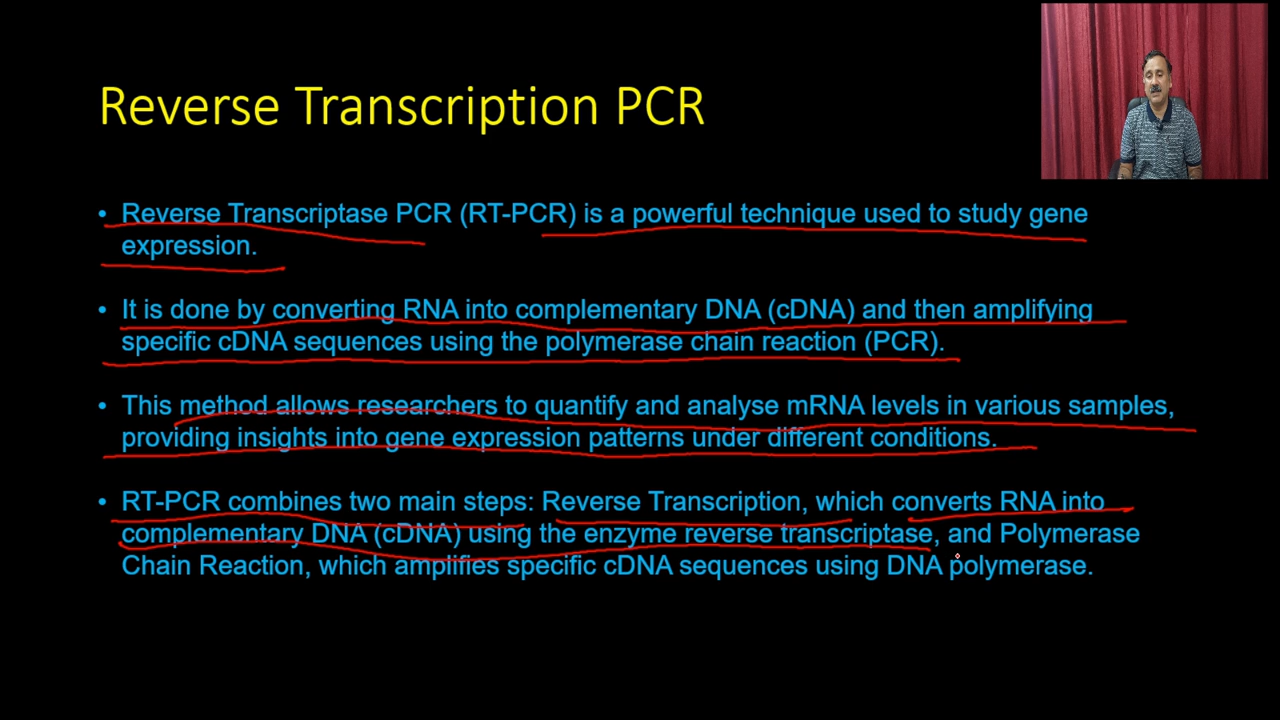 Reverse Transcription PCR
• Reverse Transcriptase PCR (RT-PCR) is a powerful technique used to study gene
expression.
• It is done by converting RNA into complementary DNA (cDNA) and then amplifying
specific cDNA sequences using the polymerase chain reaction (PCR).
• This method allows researchers to quantify and analyse mRNA levels in various samples,
providing insights into gene expression patterns under different conditions.
• RT-PCR combines two main steps: Reverse Transcription, which converts RNA into
complementary DNA (cDNA) using the enzyme reverse transcriptase, and Polymerase
Chain Reaction, which amplifies specific cDNA sequences using DNA polymerase.